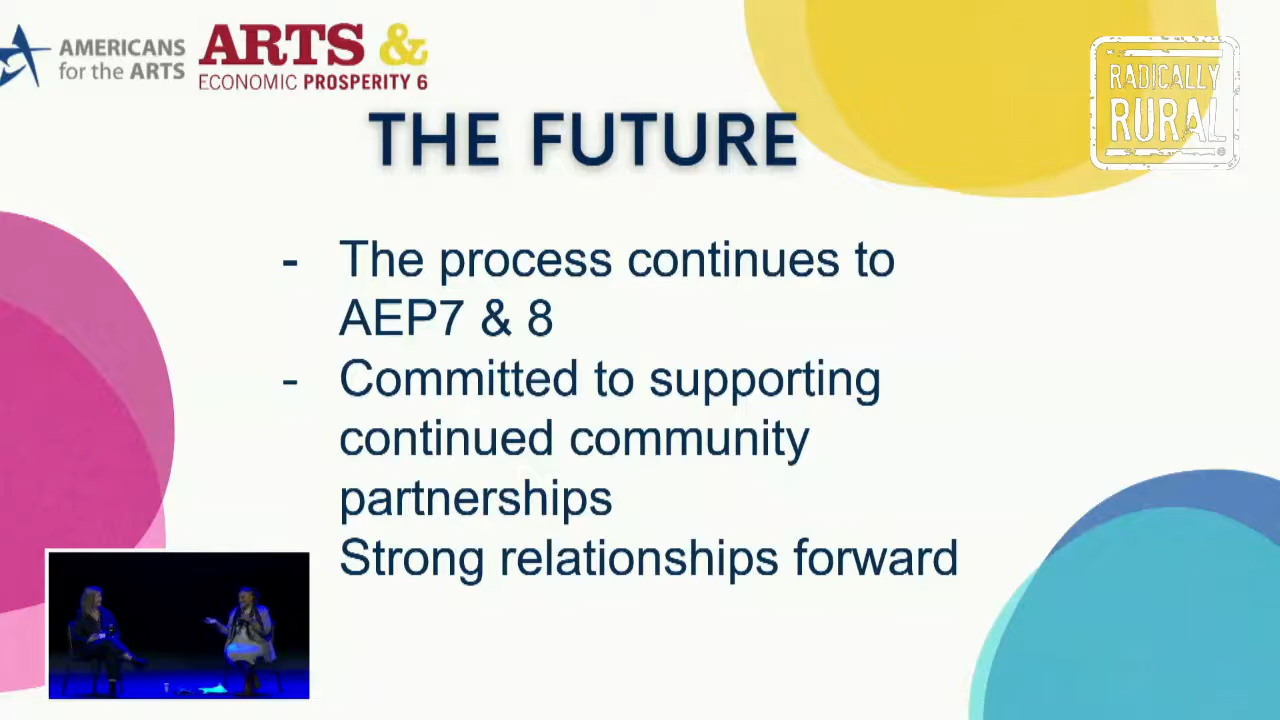 AMERICANS
for the ARTS
ARTS &
ECONOMIC PROSPERITY 6
RADICALLY
RURAL
®
THE FUTURE
- The process continues to
AEP7 & 8
- Committed to supporting
continued community
partnerships
Strong relationships forward